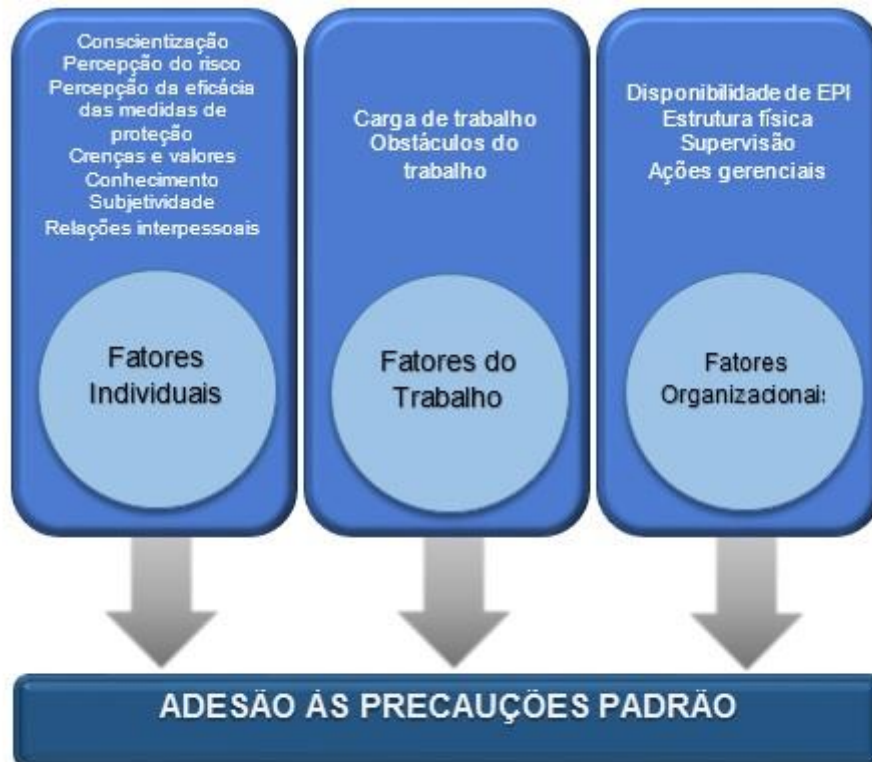 Conscientização
Percepção do risco
Percepção da eficácia
das medidas de
proteção
Crenças e valores
Conhecimento
Subjetividade
Relações interpessoais
Fatores
Individuais
Carga de trabalho
Obstáculos do
trabalho
Fatores do
Trabalho
Disponibilidade de EPI
Estrutura física
Supervisão
Ações gerenciais
Fatores
Organizacionais
ADESÃO ÀS PRECAUÇÕES PADRÃO